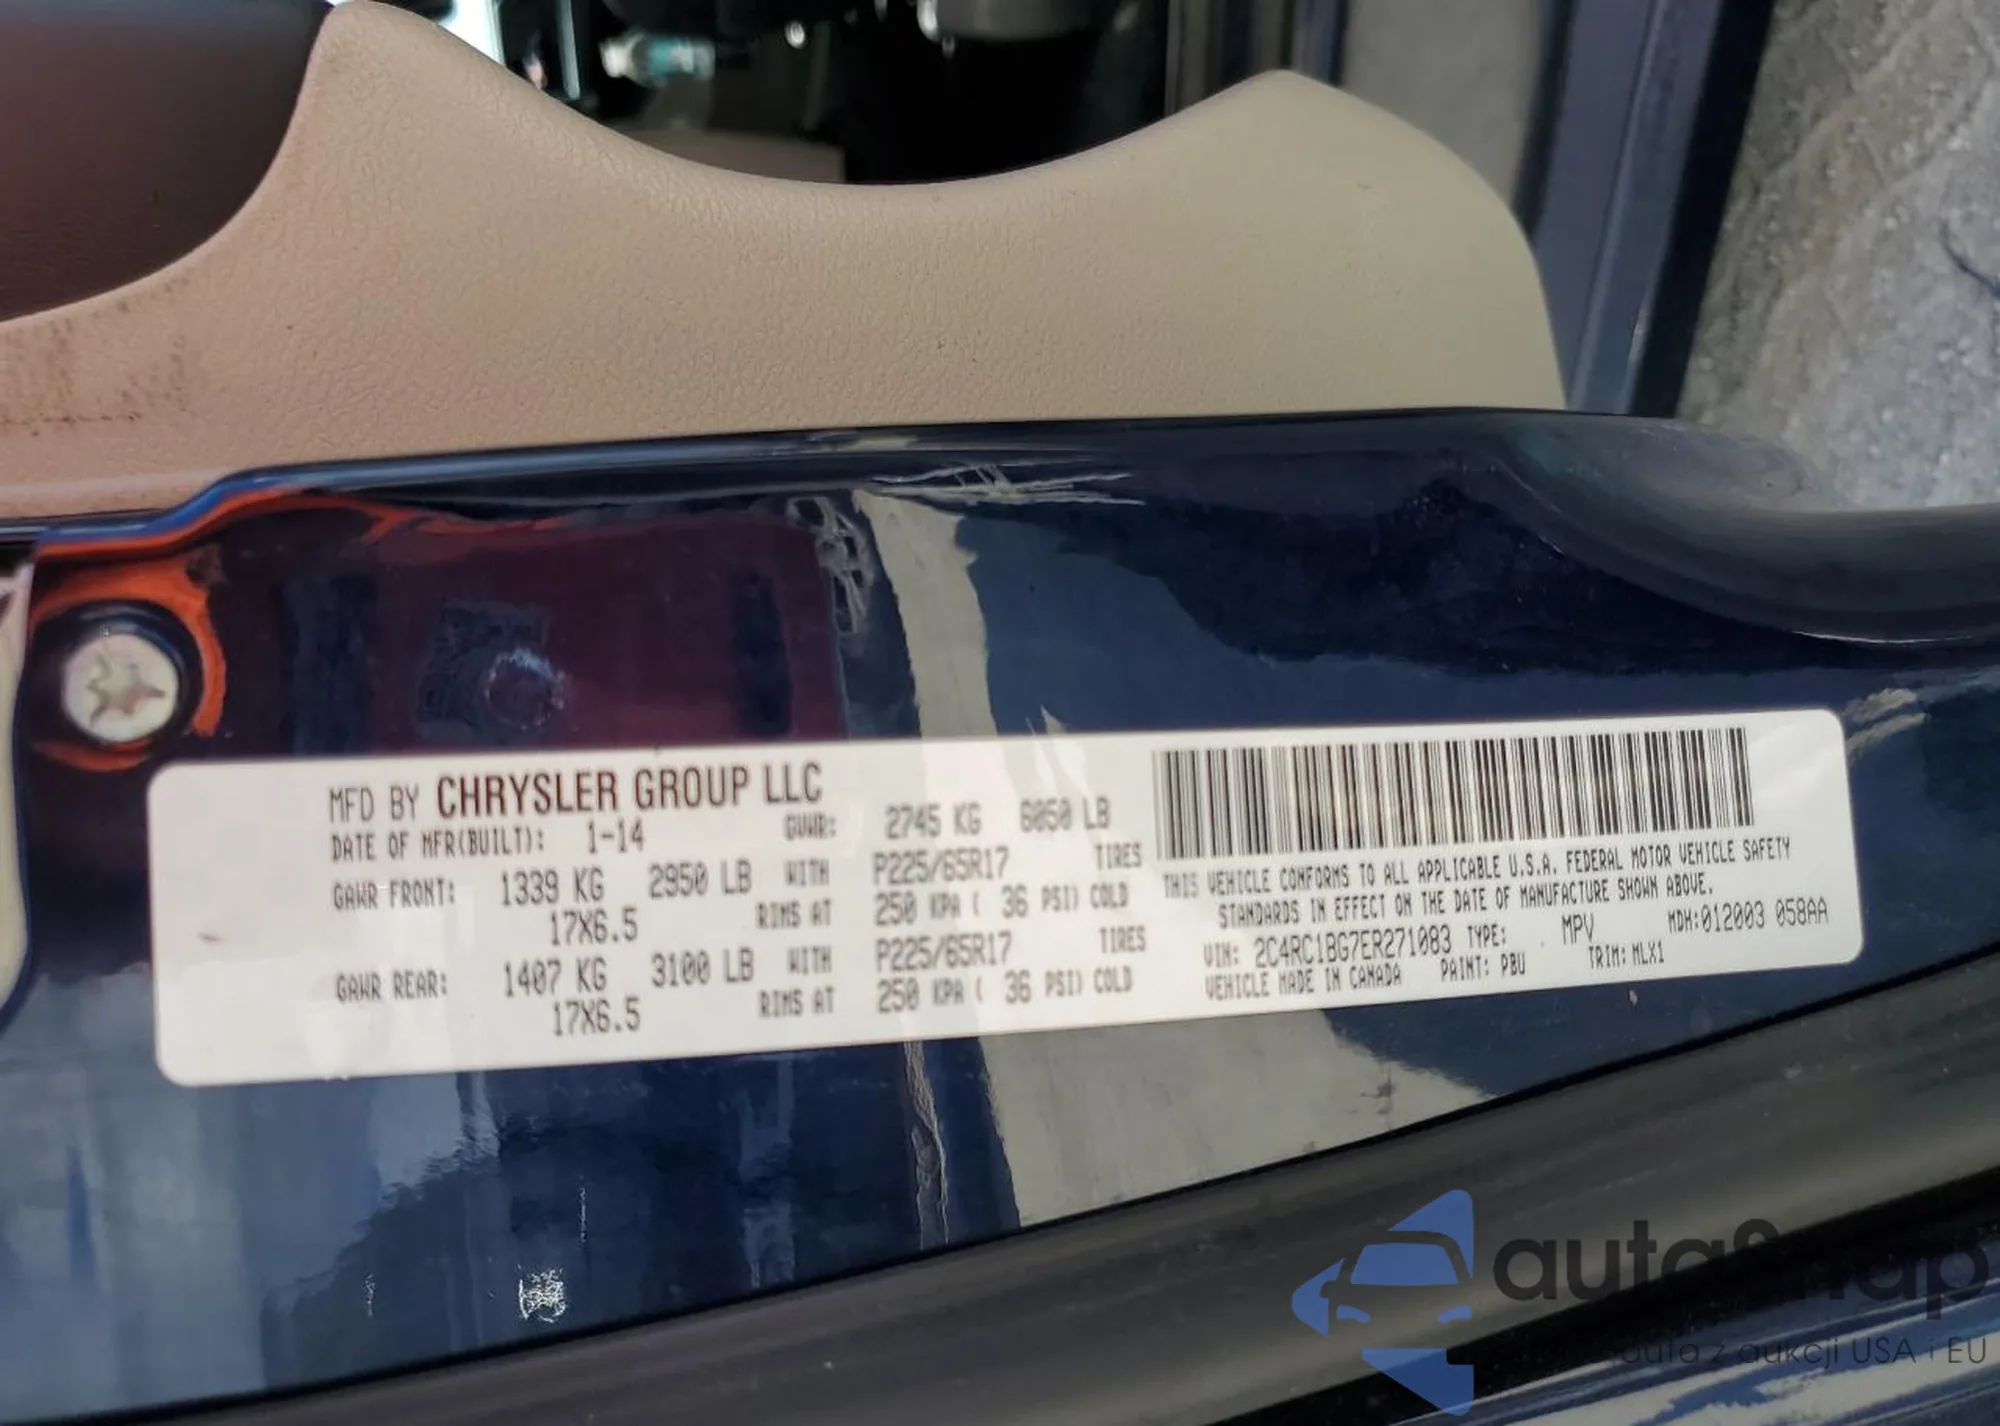 MFD BY CHRYSLER GROUP LLC
DATE OF MFR(BUILT): 1-14 GVWR: 2745 KG 6050 LB
GAWR FRONT: 1339 KG 2950 LB WITH P225/65R17 TIRES
17X6.5 RIMS AT 250 KPA ( 36 PSI) COLD
GAWR REAR: 1407 KG 3100 LB WITH P225/65R17 TIRES
17X6.5 RIMS AT 250 KPA ( 36 PSI) COLD
THIS VEHICLE CONFORMS TO ALL APPLICABLE U.S.A. FEDERAL MOTOR VEHICLE SAFETY
STANDARDS IN EFFECT ON THE DATE OF MANUFACTURE SHOWN ABOVE.
VIN: 2C4RC1BG7ER271083 TYPE: MPV MDH:012003 058AA
VEHICLE MADE IN CANADA PAINT: PBU TRIM: MLX1
autoSnap
z aukcji USA i EU